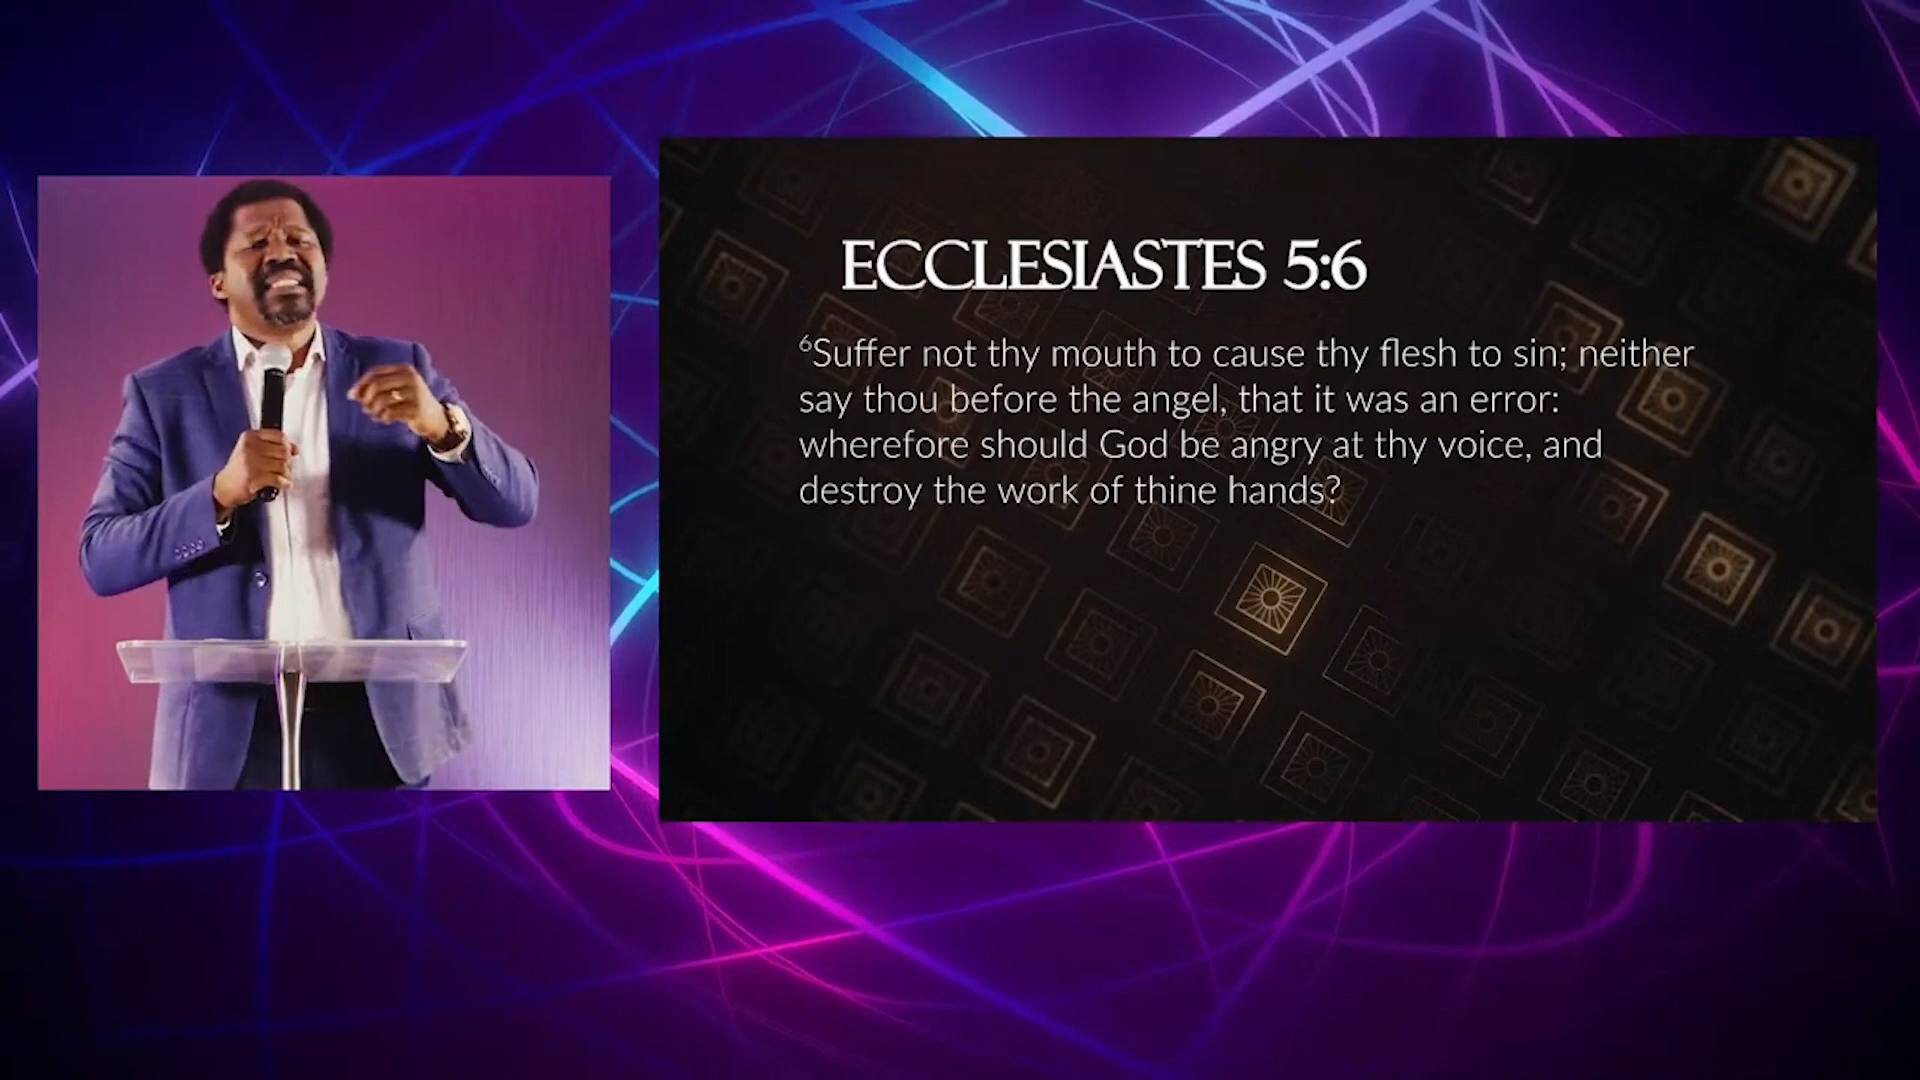 ECCLESIASTES 5:6
⁶Suffer not thy mouth to cause thy flesh to sin; neither
say thou before the angel, that it was an error:
wherefore should God be angry at thy voice, and
destroy the work of thine hands?